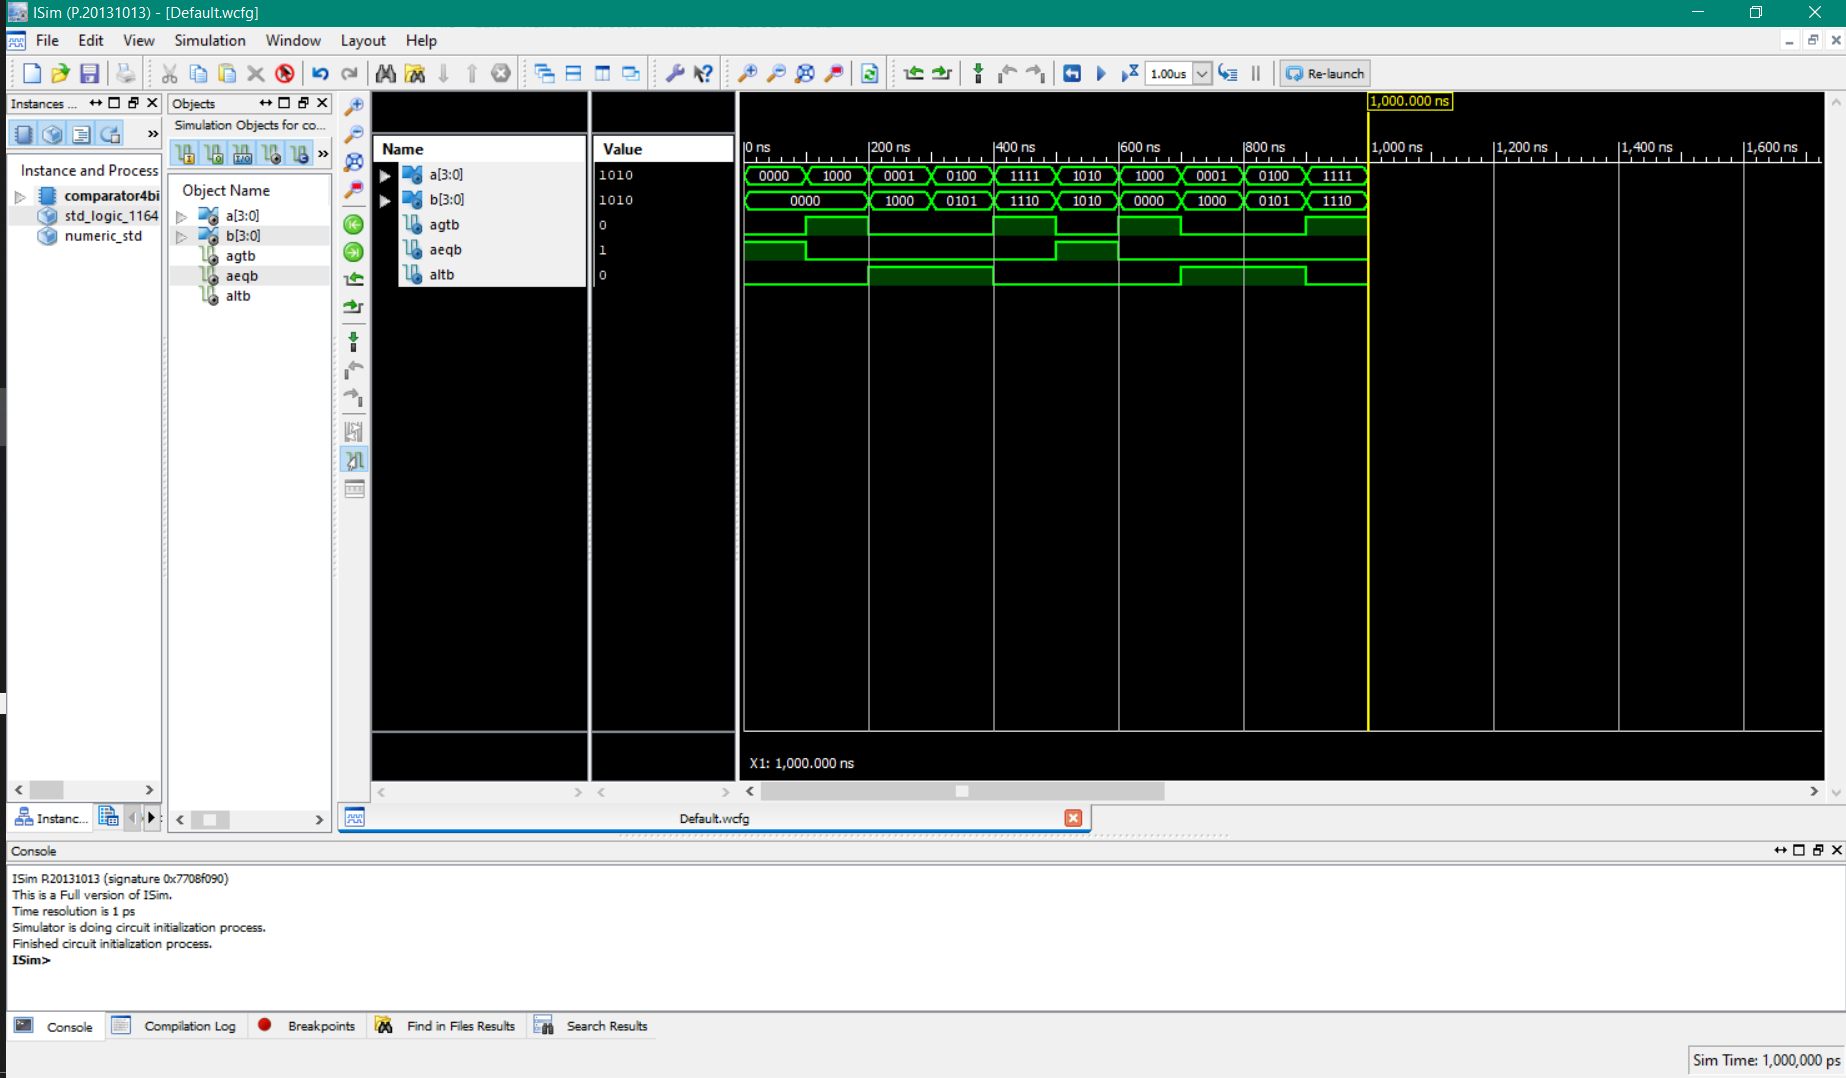 ISim (P.20131013) - [Default.wcfg]
File Edit View Simulation Window Layout Help
1.00us
Re-launch
Instances ...
Objects
Simulation Objects for co...
Instance and Process
comparator4bi
std_logic_1164
numeric_std
Object Name
a[3:0]
b[3:0]
agtb
aeqb
altb
Name Value
a[3:0] 1010
b[3:0] 1010
agtb 0
aeqb 1
altb 0
1,000.000 ns
0 ns 200 ns 400 ns 600 ns 800 ns 1,000 ns 1,200 ns 1,400 ns 1,600 ns
0000 1000 0001 0100 1111 1010 1000 0001 0100 1111
0000 1000 0101 1110 1010 0000 1000 0101 1110
X1: 1,000.000 ns
Instanc...
Default.wcfg
Console
ISim P.20131013 (signature 0x7708f090)
This is a Full version of ISim.
Time resolution is 1 ps
Simulator is doing circuit initialization process.
Finished circuit initialization process.
ISim>
Console Compilation Log Breakpoints Find in Files Results Search Results
Sim Time: 1,000,000 ps